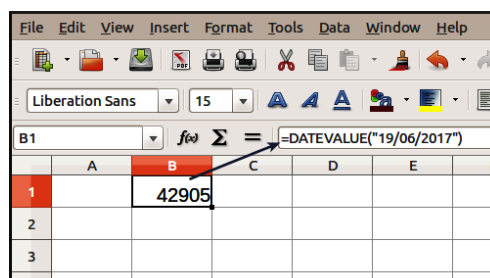 File Edit View Insert Format Tools Data Window Help
PDF
Liberation Sans 15 A A A
B1 f(x) Σ = =DATEVALUE("19/06/2017")
A B C D E
1 42905
2
3